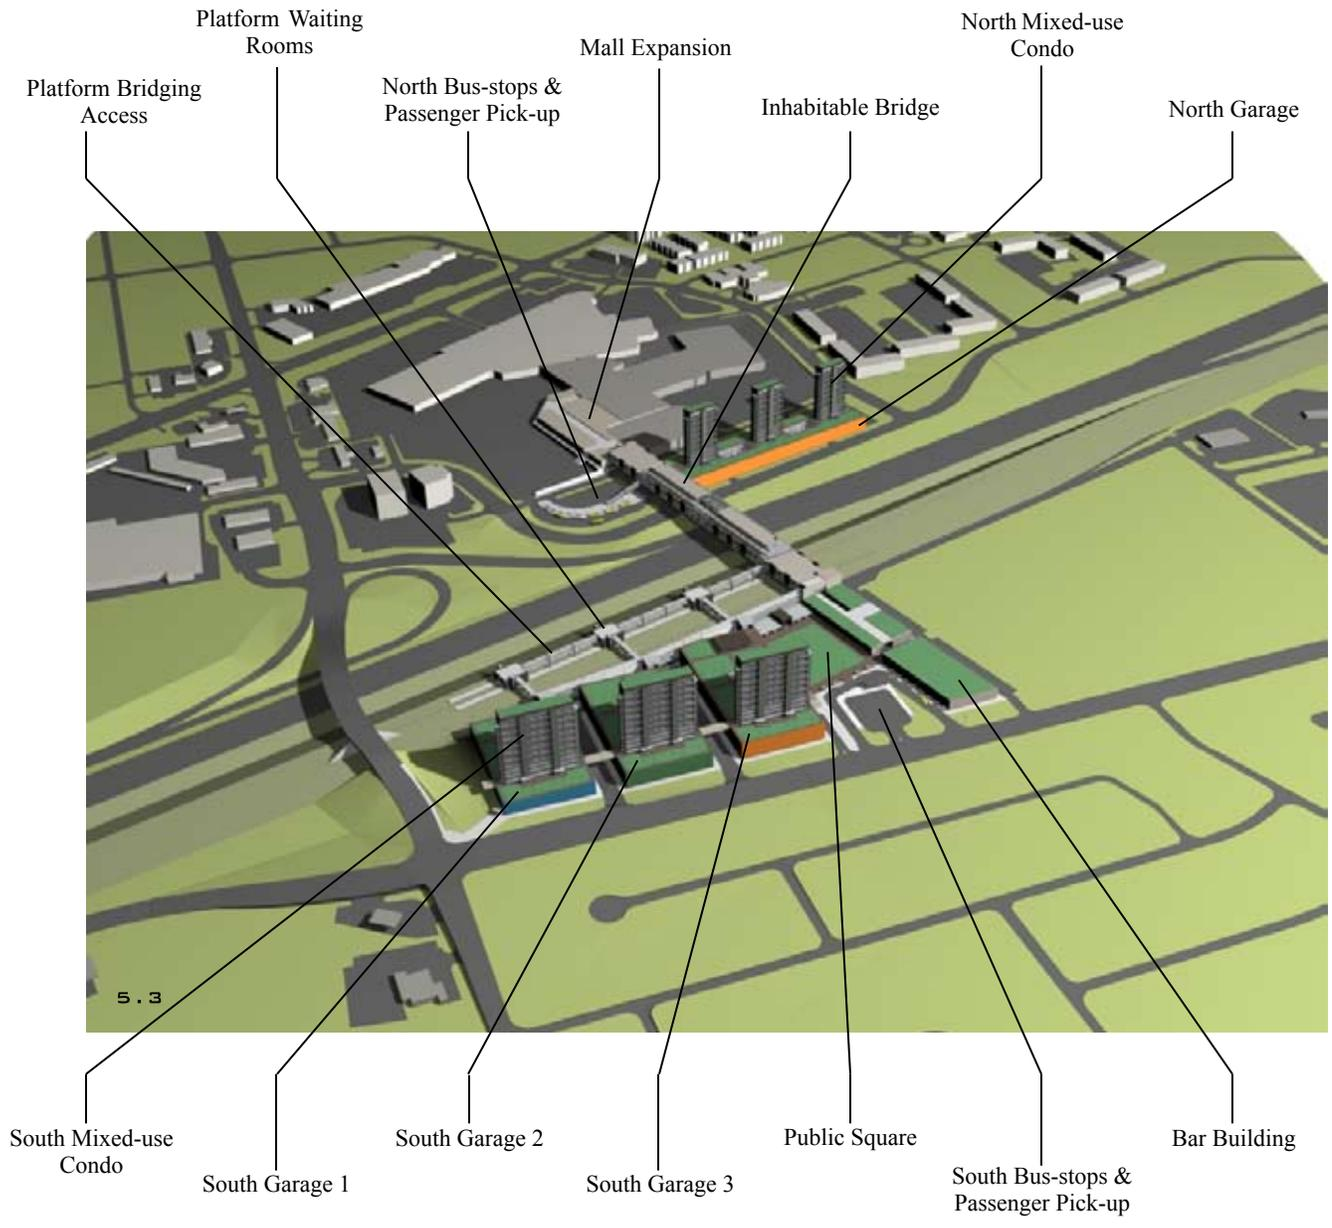 Platform Waiting
Rooms
North Mixed-use
Condo
Mall Expansion
Platform Bridging
Access
North Bus-stops &
Passenger Pick-up
Inhabitable Bridge
North Garage
5.3
South Mixed-use
Condo
South Garage 1
South Garage 2
South Garage 3
Public Square
South Bus-stops &
Passenger Pick-up
Bar Building